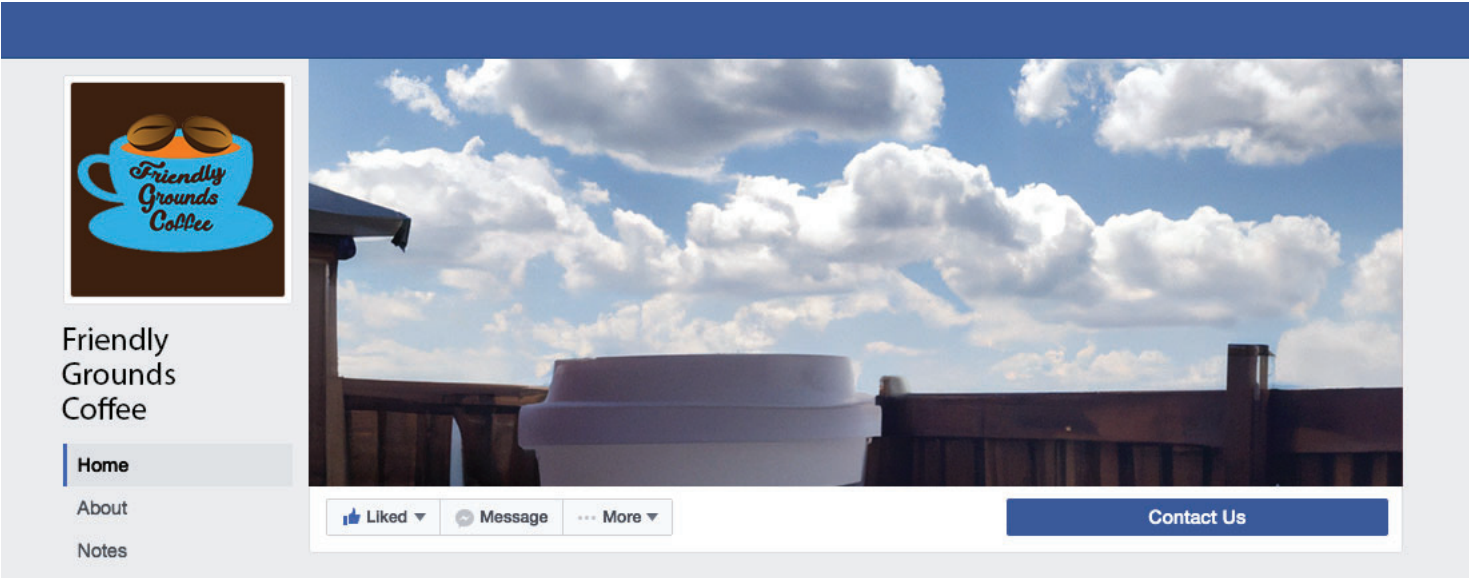 Friendly
Grounds
Coffee
Friendly
Grounds
Coffee
Home
About
Notes
Liked
Message
More
Contact Us